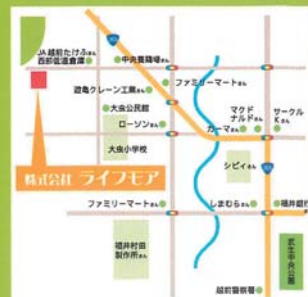 JA越前たけふさん
西部低温倉庫
中央養鶏場さん
遊亀クレーン工業さん
ファミリーマートさん
大虫公民館
ローソンさん
大虫小学校
マクド
ナルドさん
サークル
Kさん
カーマさん
株式会社 ライフモア
シピィさん
ファミリーマートさん
しまむらさん
福井銀行
福井村田
製作所さん
武生中央公園
越前警察署